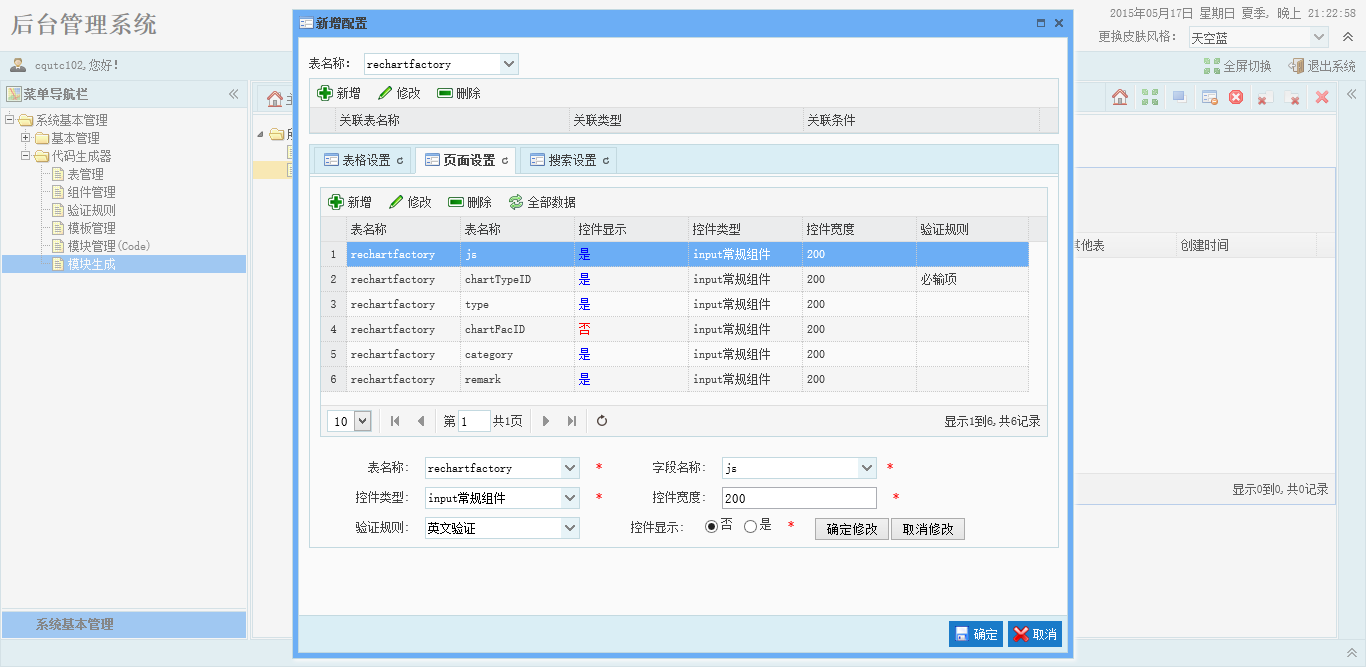 后台管理系统
2015年05月17日 星期日 夏季, 晚上 21:22:58
更换皮肤风格: 天空蓝
cqutc102,您好!
全屏切换 退出系统
菜单导航栏
系统基本管理
基本管理
代码生成器
表管理
组件管理
验证规则
模板管理
模块管理(Code)
模块生成
系统基本管理
新增配置
表名称: rechartfactory
新增 修改 删除
关联表名称 关联类型 关联条件
表格设置 页面设置 搜索设置
新增 修改 删除 全部数据
表名称 表名称 控件显示 控件类型 控件宽度 验证规则
1 rechartfactory js 是 input常规组件 200
2 rechartfactory chartTypeID 是 input常规组件 200 必输项
3 rechartfactory type 是 input常规组件 200
4 rechartfactory chartFacID 否 input常规组件 200
5 rechartfactory category 是 input常规组件 200
6 rechartfactory remark 是 input常规组件 200
10 第 1 共1页 显示1到6,共6记录
表名称: rechartfactory * 字段名称: js *
控件类型: input常规组件 * 控件宽度: 200 *
验证规则: 英文验证 控件显示: 否 是 * 确定修改 取消修改
确定 取消
其他表 创建时间
显示0到0,共0记录